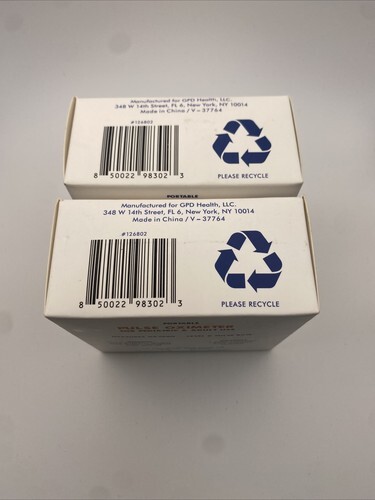 Manufactured for GPD Health, LLC.
348 W 14th Street, FL 6, New York, NY 10014
Made in China / V – 37764
#126802
8 50022 98302 3
PLEASE RECYCLE
PORTABLE
Manufactured for GPD Health, LLC.
348 W 14th Street, FL 6, New York, NY 10014
Made in China / V – 37764
#126802
8 50022 98302 3
PLEASE RECYCLE
PORTABLE
PULSE OXIMETER